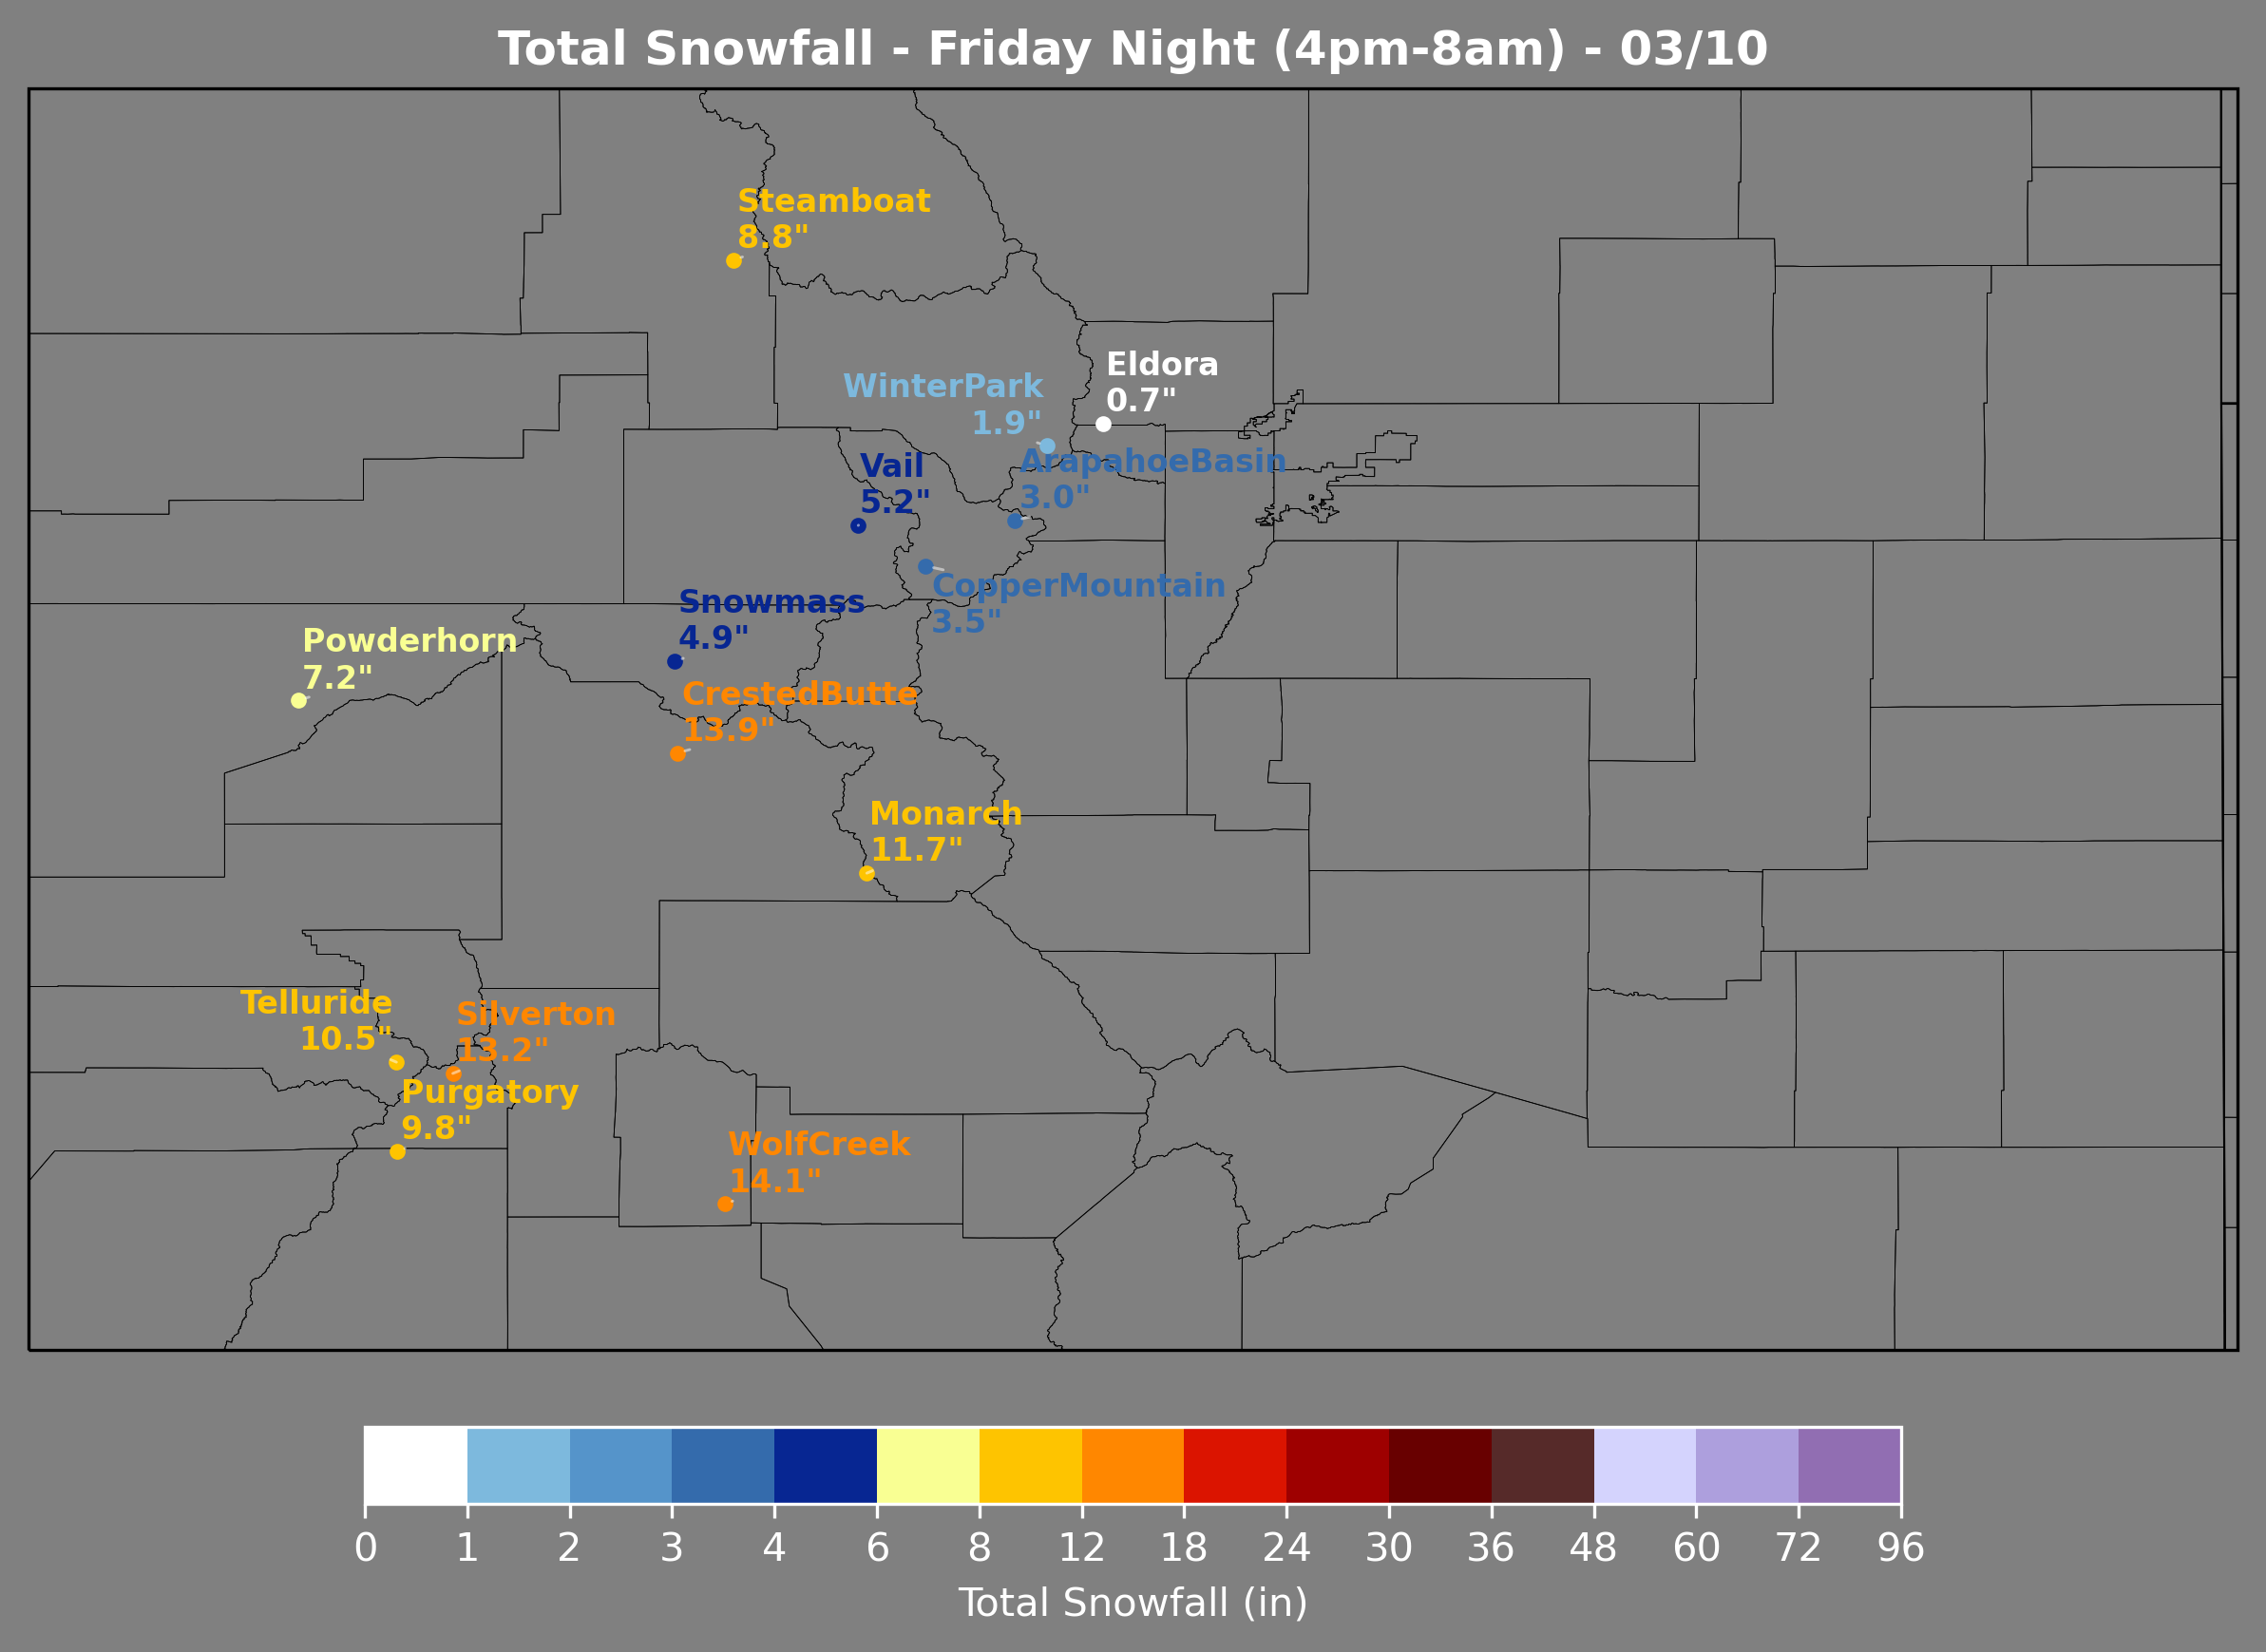 Total Snowfall - Friday Night (4pm-8am) - 03/10
Steamboat
8.8"
Eldora
0.7"
WinterPark
1.9"
ArapahoeBasin
3.0"
Vail
5.2"
CopperMountain
3.5"
Snowmass
4.9"
Powderhorn
7.2"
CrestedButte
13.9"
Monarch
11.7"
Telluride
10.5"
Silverton
13.2"
Purgatory
9.8"
WolfCreek
14.1"
0 1 2 3 4 6 8 12 18 24 30 36 48 60 72 96
Total Snowfall (in)